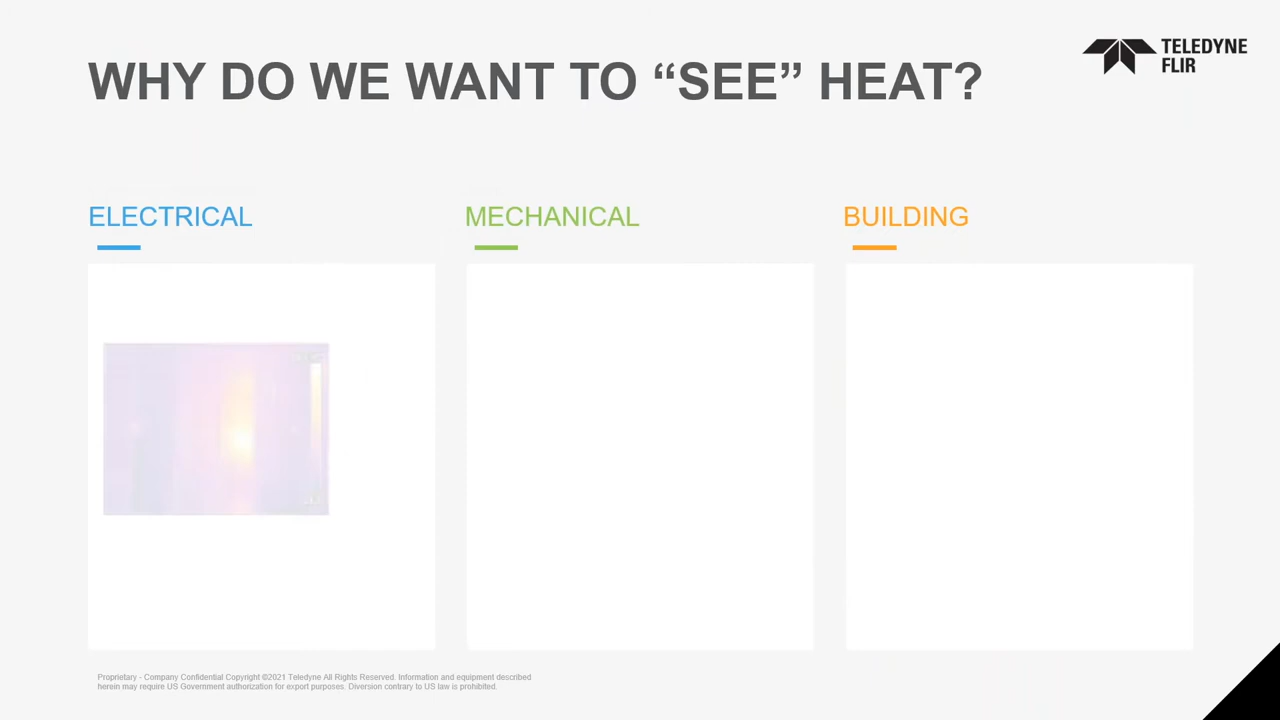 WHY DO WE WANT TO “SEE” HEAT?
TELEDYNE
FLIR
ELECTRICAL
MECHANICAL
BUILDING
Proprietary - Company Confidential Copyright ©2021 Teledyne All Rights Reserved. Information and equipment described
herein may require US Government authorization for export purposes. Diversion contrary to US law is prohibited.